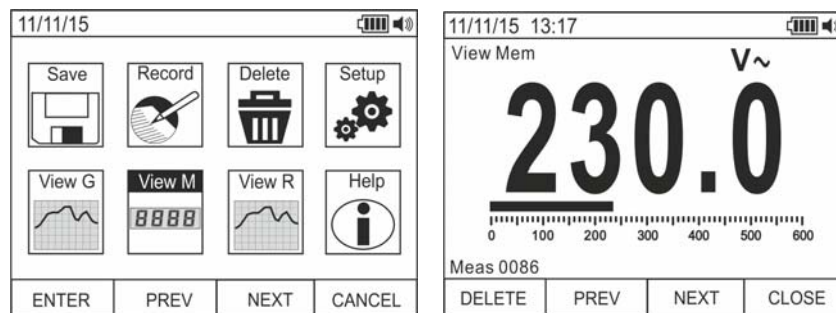 11/11/15
Save Record Delete Setup
View G View M View R Help
8888
ENTER PREV NEXT CANCEL
11/11/15 13:17
View Mem
V~
230.0
0 100 200 300 400 500 600
Meas 0086
DELETE PREV NEXT CLOSE